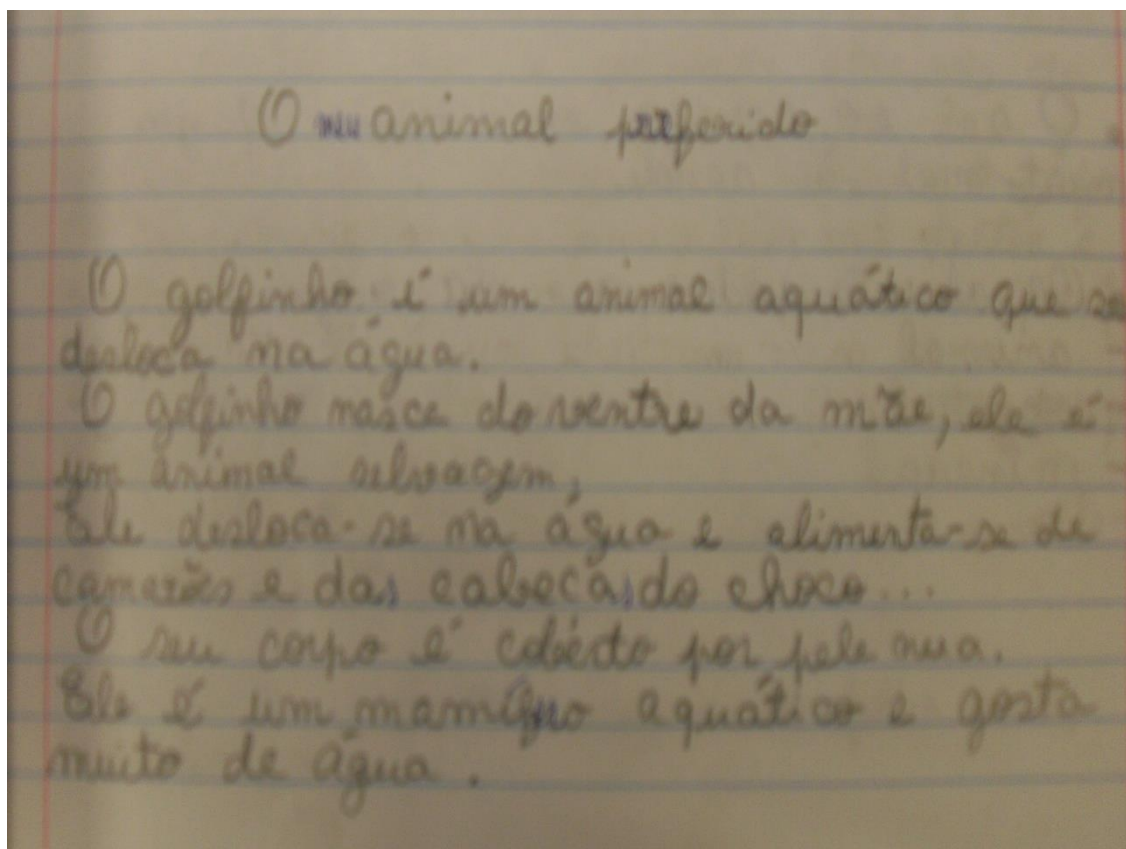 O meu animal preferido
O golfinho é um animal aquático que se
desloca na água.
O golfinho nasce do ventre da mãe, ele é
um animal selvagem,
Ele desloca-se na água e alimenta-se de
camarões e das cabeças do choco...
O seu corpo é coberto por pele nua.
Ele é um mamífero aquático e gosta
muito de água.